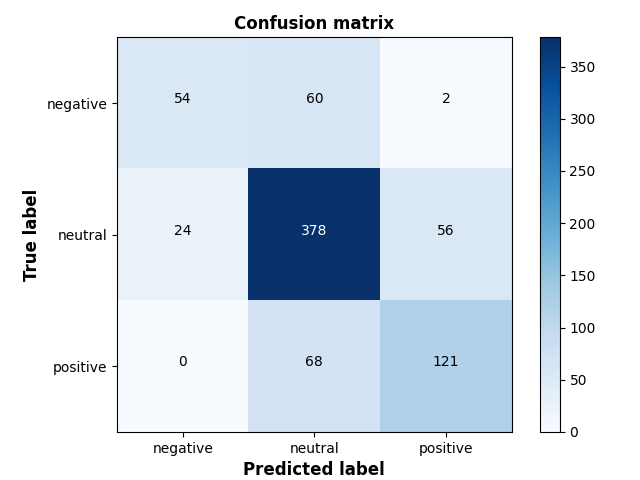 Confusion matrix
True label
negative 54 60 2
neutral 24 378 56
positive 0 68 121
negative neutral positive
Predicted label
350
300
250
200
150
100
50
0